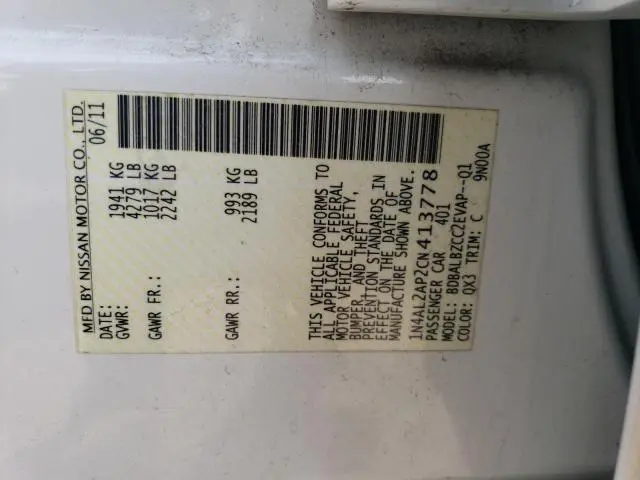 MFD BY NISSAN MOTOR CO., LTD.
DATE: 06/11
GVWR: 1941 KG
4279 LB
GAWR FR.: 1017 KG
2242 LB
GAWR RR.: 993 KG
2189 LB
THIS VEHICLE CONFORMS TO
ALL APPLICABLE FEDERAL
MOTOR VEHICLE SAFETY,
BUMPER, AND THEFT
PREVENTION STANDARDS IN
EFFECT ON THE DATE OF
MANUFACTURE SHOWN ABOVE.
1N4AL2AP2CN413778
PASSENGER CAR 401
MODEL: BDBALBZCC2EVAP--Q1
COLOR: QX3 TRIM: C 9N00A